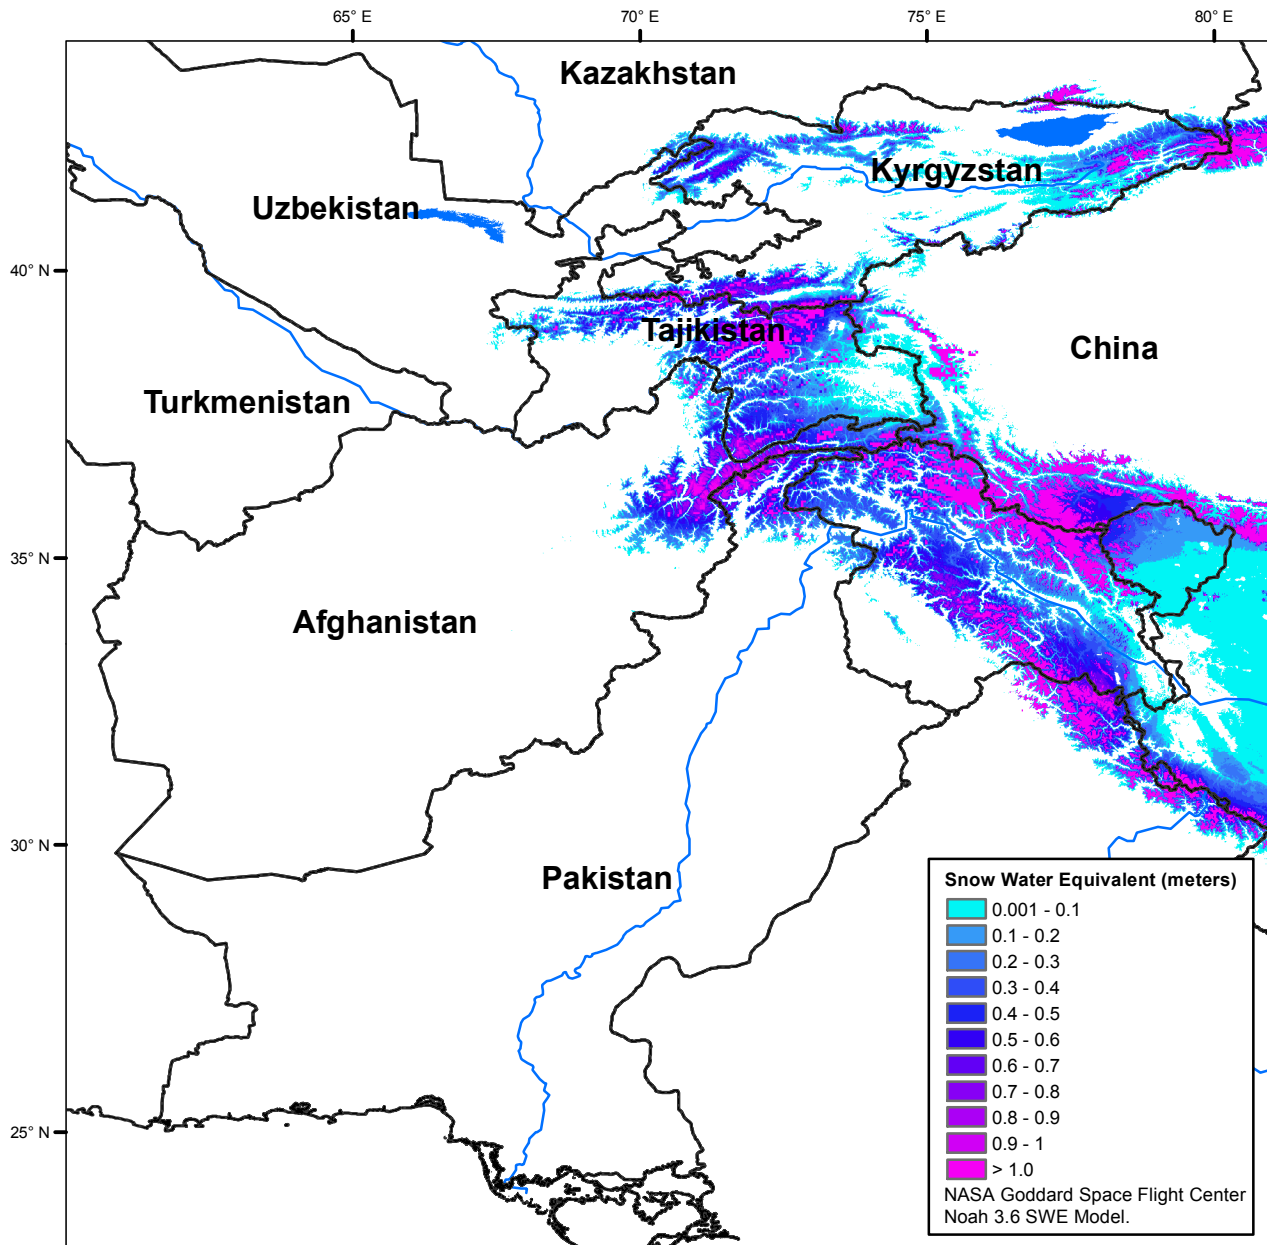 65° E
70° E
75° E
80° E
Kazakhstan
Kyrgyzstan
Uzbekistan
40° N
Tajikistan
China
Turkmenistan
35° N
Afghanistan
30° N
Pakistan
25° N
Snow Water Equivalent (meters)
0.001 - 0.1
0.1 - 0.2
0.2 - 0.3
0.3 - 0.4
0.4 - 0.5
0.5 - 0.6
0.6 - 0.7
0.7 - 0.8
0.8 - 0.9
0.9 - 1
> 1.0
NASA Goddard Space Flight Center
Noah 3.6 SWE Model.